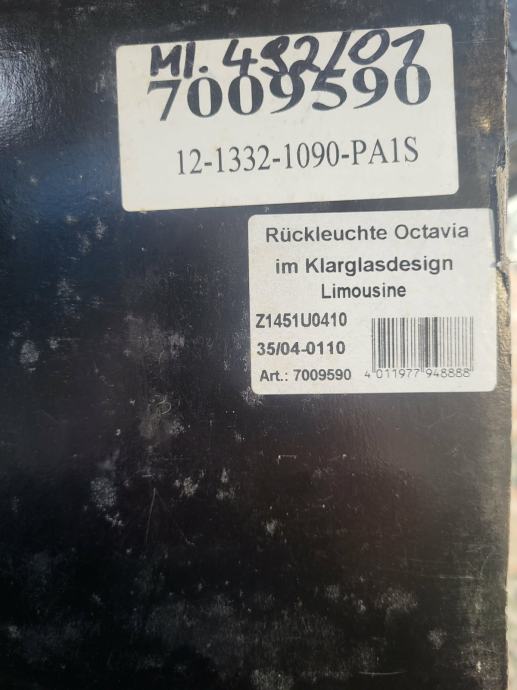 MI. 492/01
7009590
12-1332-1090-PA1S
Rückleuchte Octavia
im Klarglasdesign
Limousine
Z1451U0410
35/04-0110
Art.: 7009590
4 011977 948888